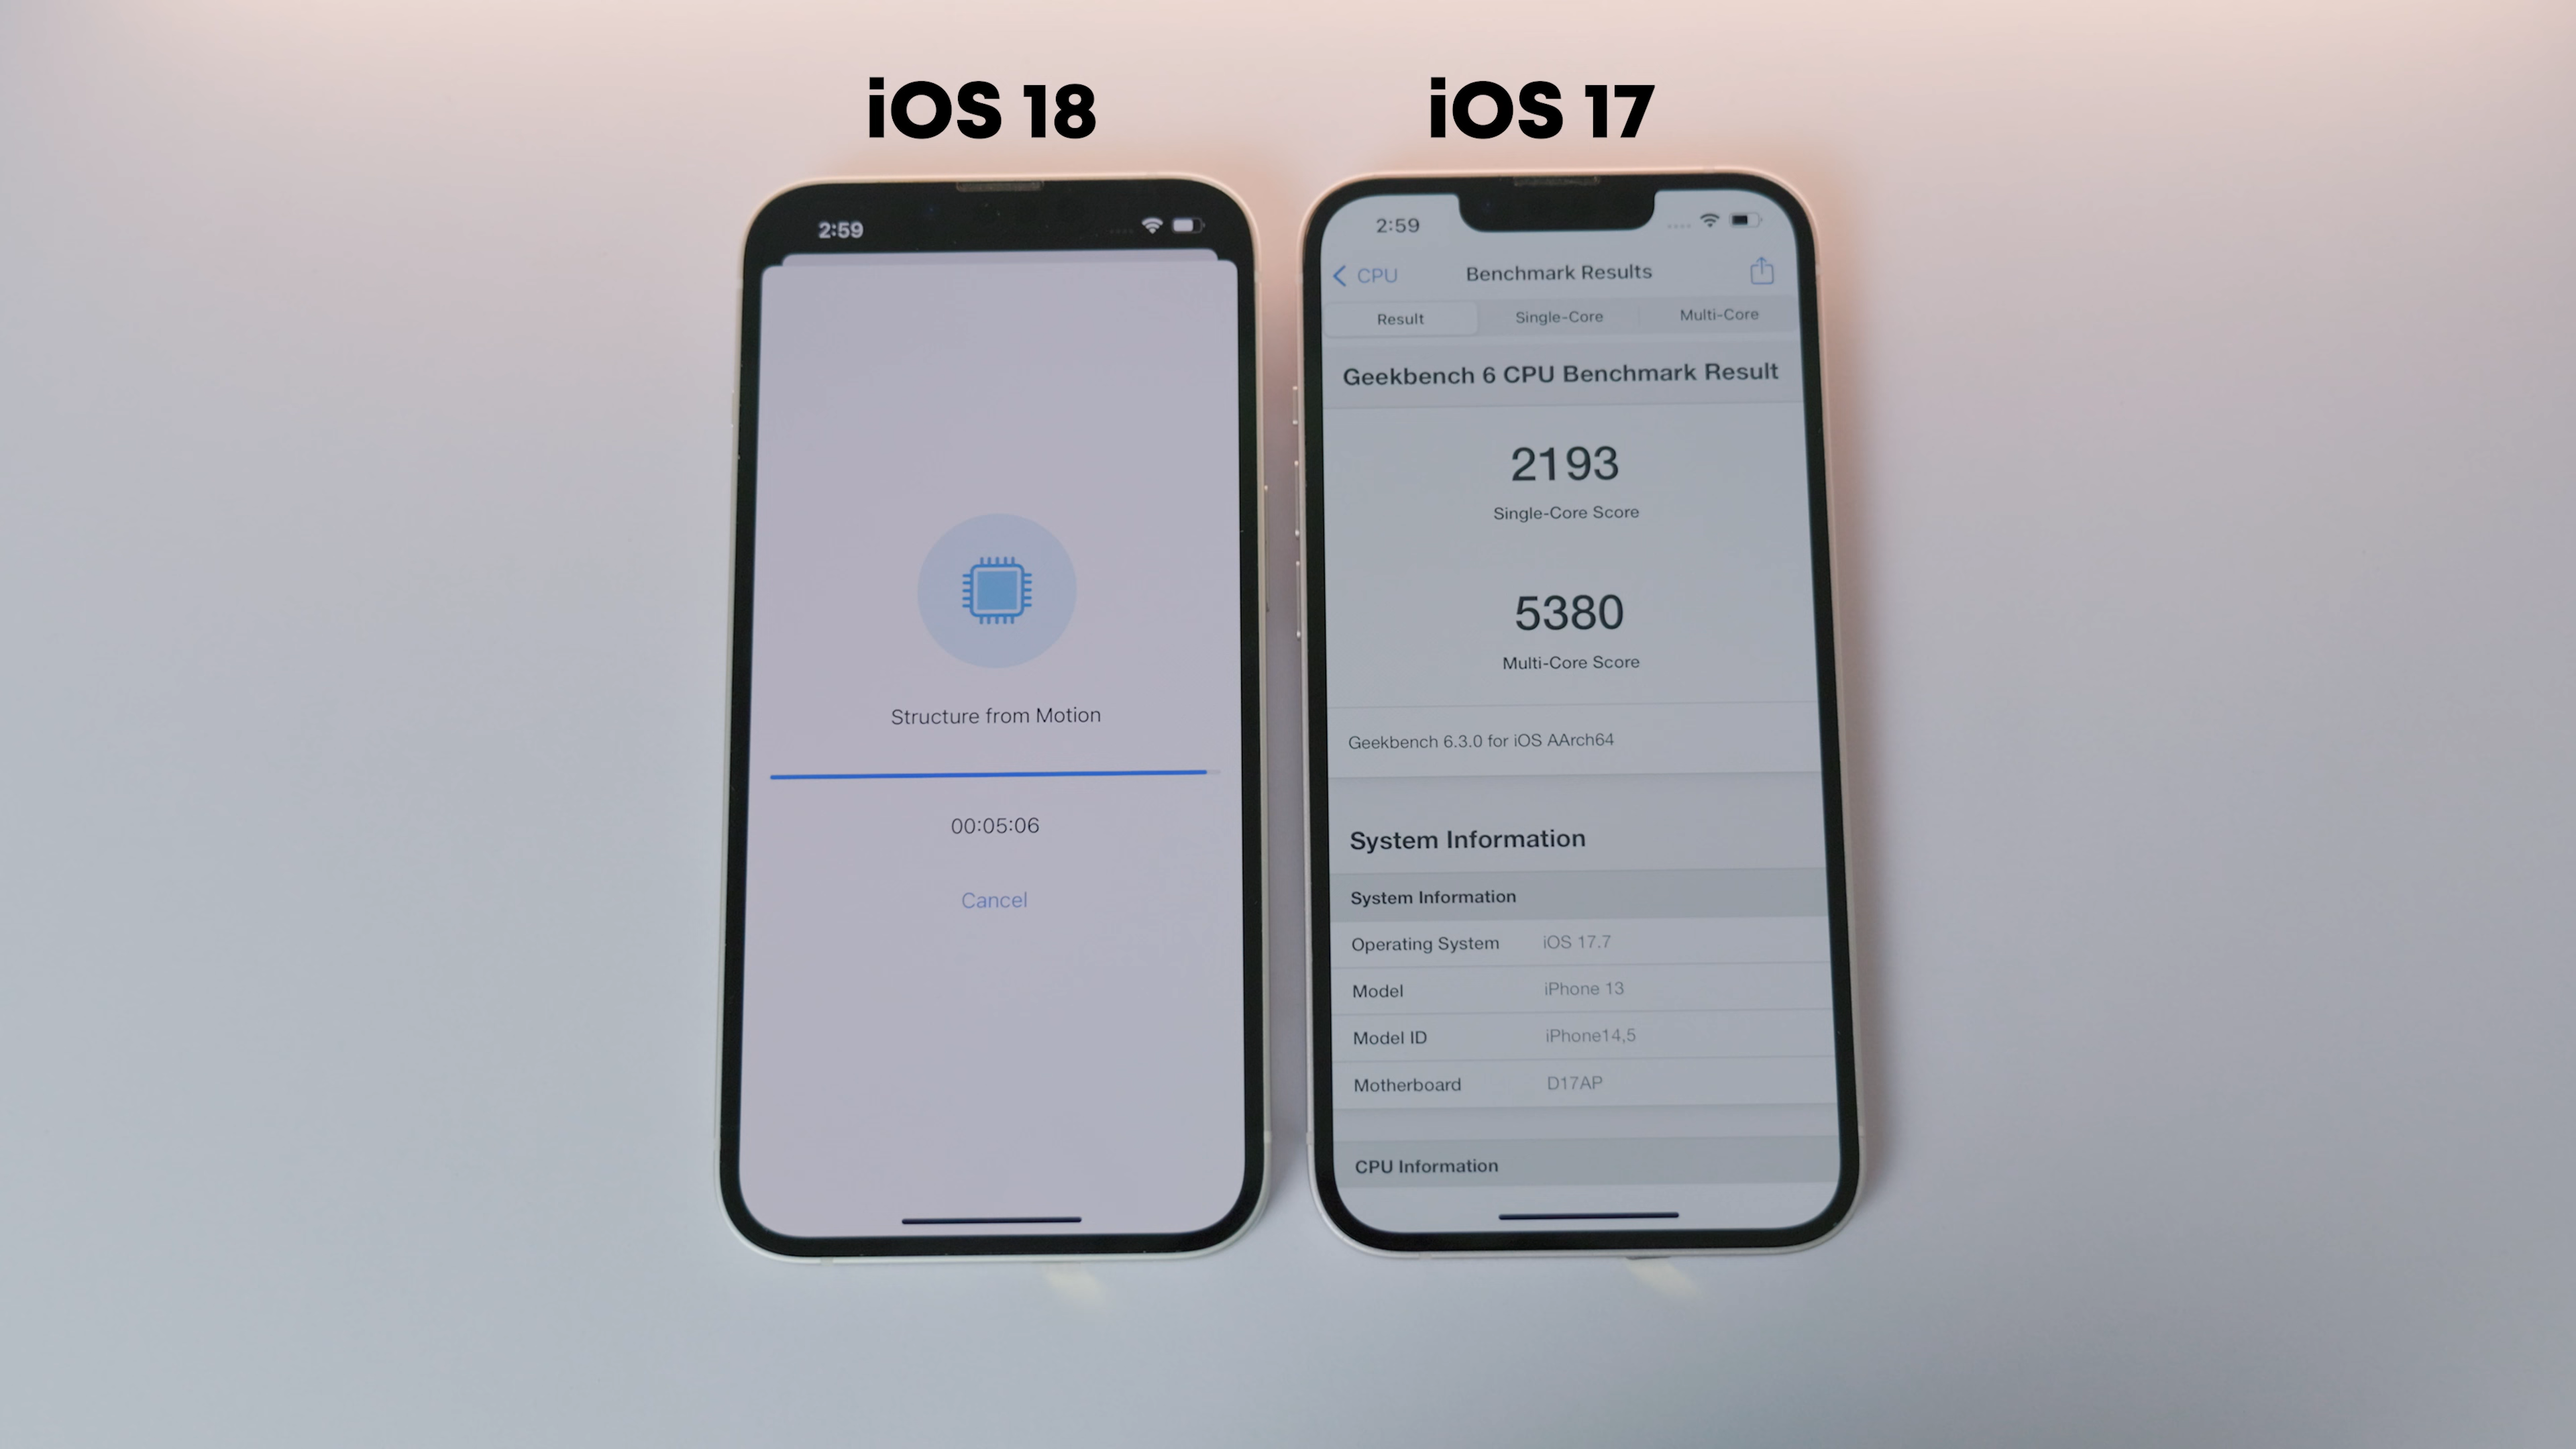 iOS 18
iOS 17
2:59
Structure from Motion
00:05:06
Cancel
2:59
CPU
Benchmark Results
Result
Single-Core
Multi-Core
Geekbench 6 CPU Benchmark Result
2193
Single-Core Score
5380
Multi-Core Score
Geekbench 6.3.0 for iOS AArch64
System Information
System Information
Operating System iOS 17.7
Model iPhone 13
Model ID iPhone14,5
Motherboard D17AP
CPU Information